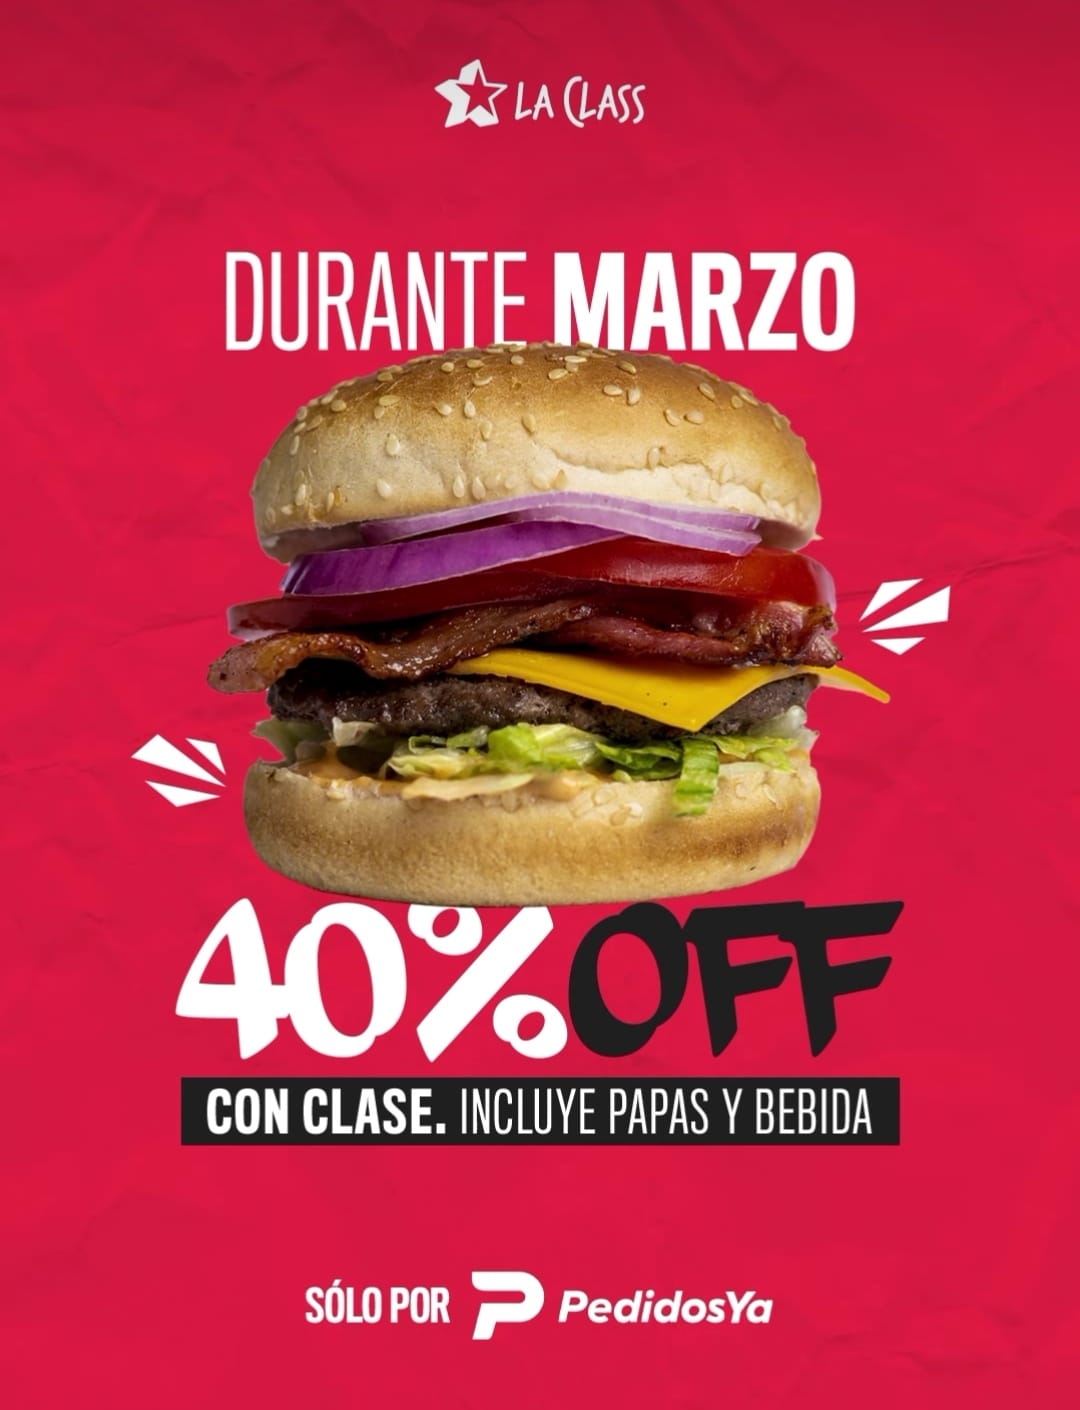 LA CLASS
DURANTE MARZO
40% OFF
CON CLASE. INCLUYE PAPAS Y BEBIDA
SÓLO POR PedidosYa